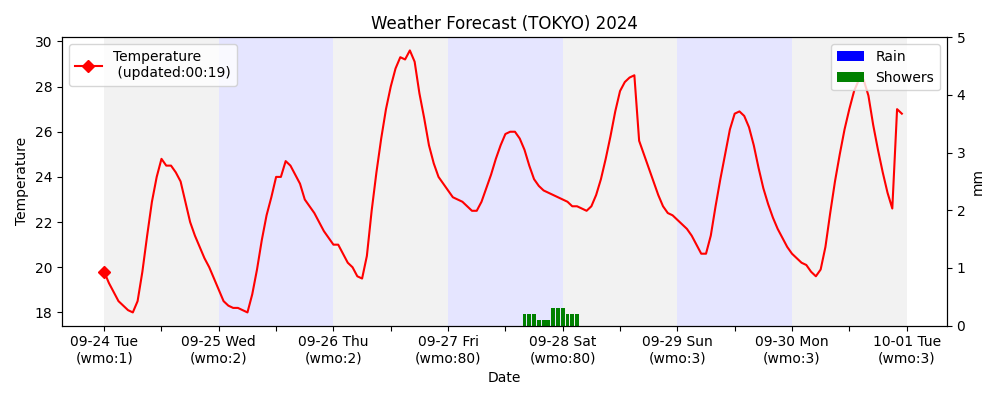 Weather Forecast (TOKYO) 2024
Temperature
(updated:00:19)
Rain
Showers
30
28
26
24
22
20
18
Temperature
5
4
3
2
1
0
mm
09-24 Tue
(wmo:1)
09-25 Wed
(wmo:2)
09-26 Thu
(wmo:2)
09-27 Fri
(wmo:80)
09-28 Sat
(wmo:80)
09-29 Sun
(wmo:3)
09-30 Mon
(wmo:3)
10-01 Tue
(wmo:3)
Date